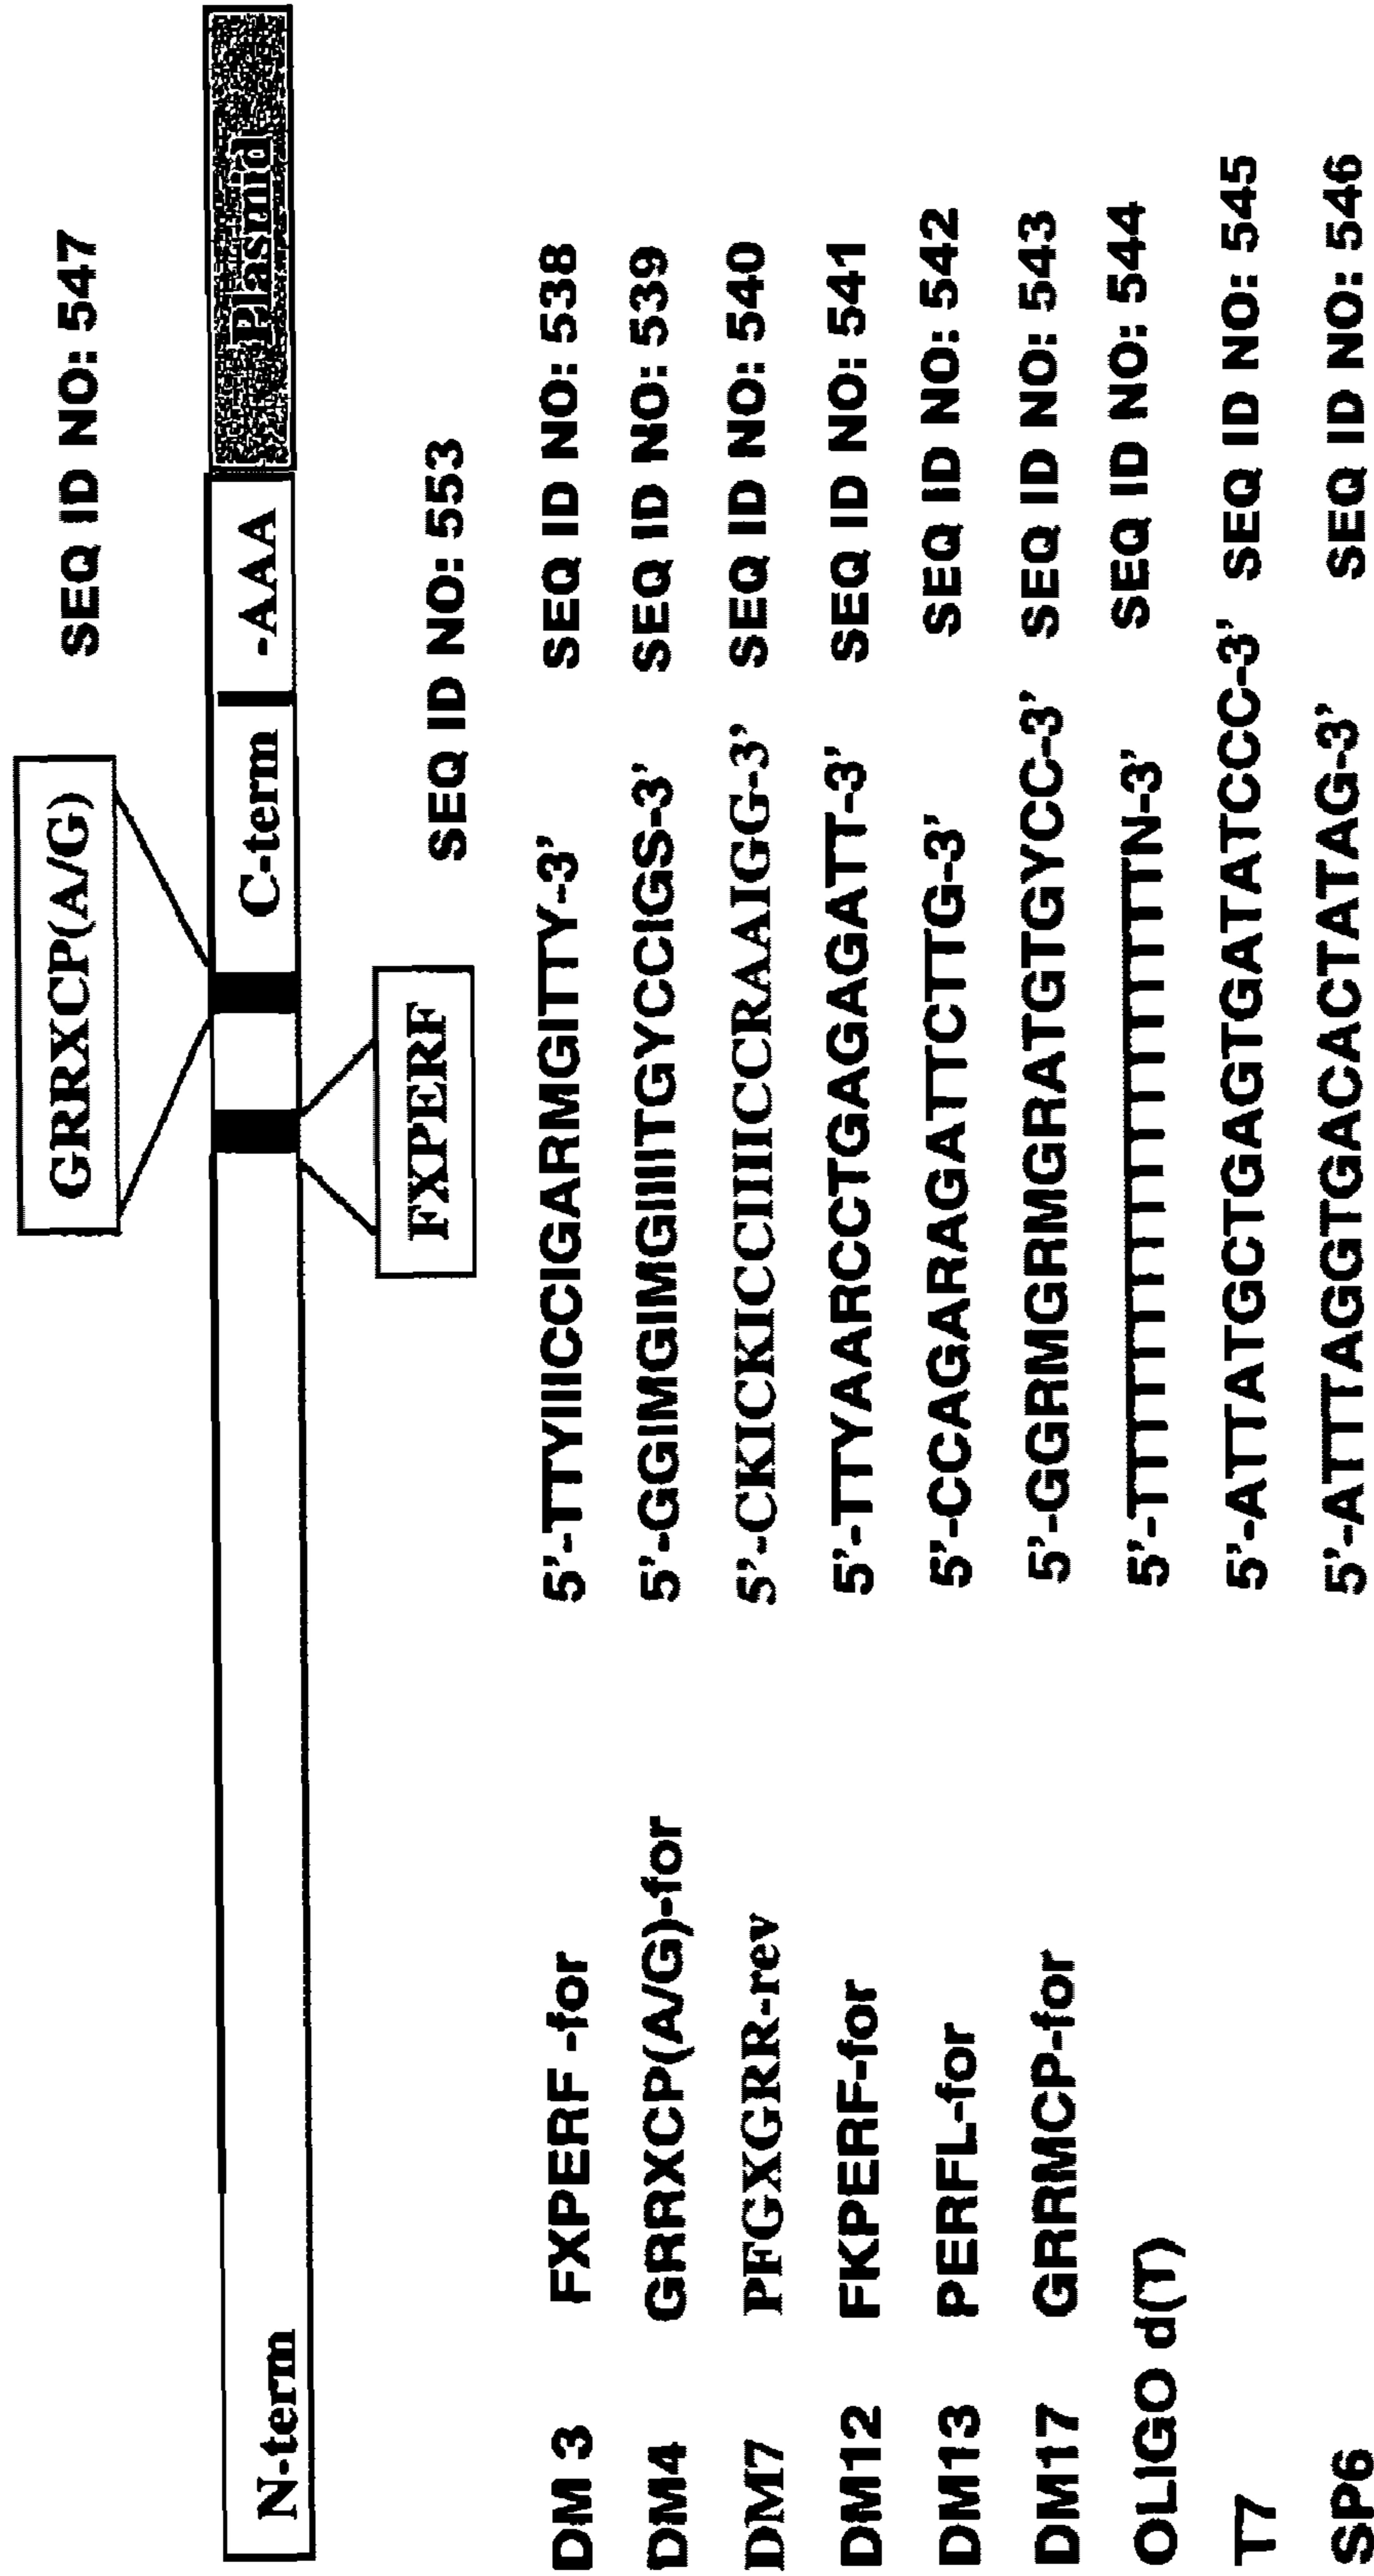 GRRXCP(A/G) SEQ ID NO: 547
N-term C-term -AAA Plasmid
FXPERF SEQ ID NO: 553
DM 3 FXPERF -for 5'-TTYIIICCIGARMGITTY-3' SEQ ID NO: 538
DM4 GRRXCP(A/G)-for 5'-GGIMGIMGIIIITGYCCIGS-3' SEQ ID NO: 539
DM7 PFGXGRR-rev 5'-CKICKICCIIIICCRAAIGG-3' SEQ ID NO: 540
DM12 FKPERF-for 5'-TTYAARCCTGAGAGATT-3' SEQ ID NO: 541
DM13 PERFL-for 5'-CCAGARAGATTCTTG-3' SEQ ID NO: 542
DM17 GRRMCP-for 5'-GGRMGRMGRATGTGYCC-3' SEQ ID NO: 543
OLIGO d(T) 5'-TTTTTTTTTTTTTTTTTTN-3' SEQ ID NO: 544
T7 5'-ATTATGCTGAGTGATATCCC-3' SEQ ID NO: 545
SP6 5'-ATTTAGGTGACACTATAG-3' SEQ ID NO: 546